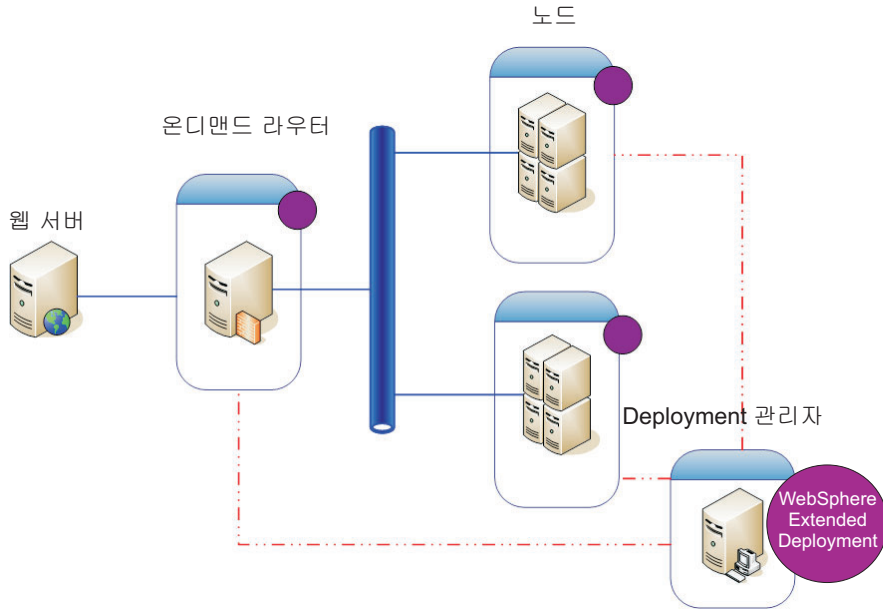 노드
온디맨드 라우터
웹 서버
Deployment 관리자
WebSphere
Extended
Deployment